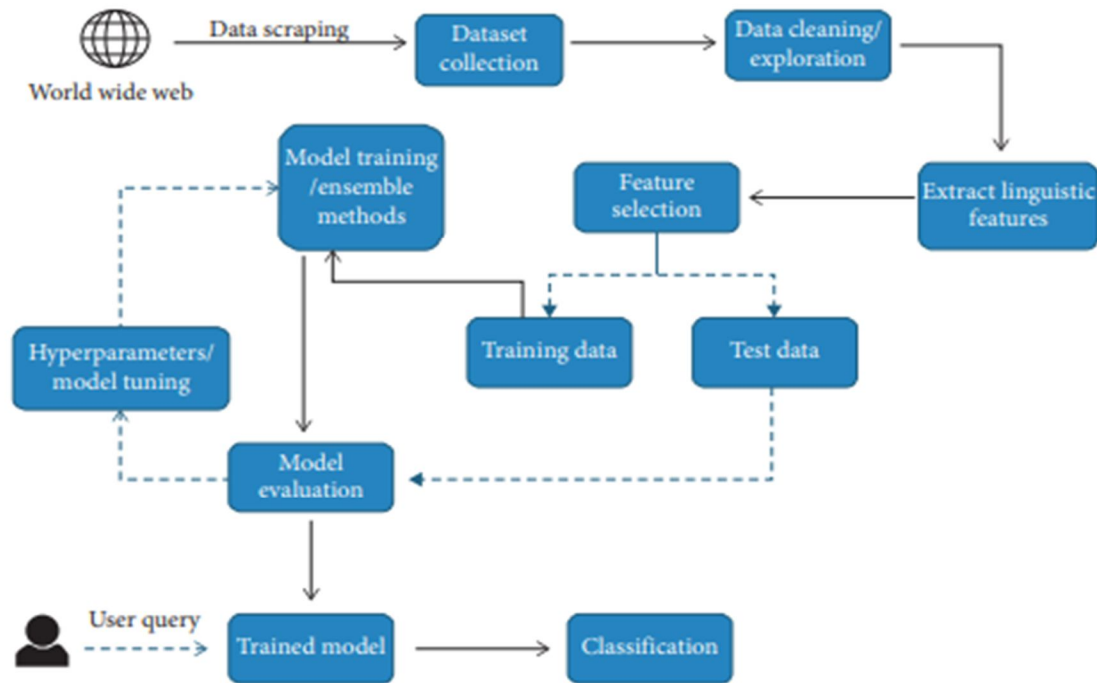 Data scraping
World wide web
Dataset
collection
Data cleaning/
exploration
Model training
/ensemble
methods
Feature
selection
Extract linguistic
features
Hyperparameters/
model tuning
Training data
Test data
Model
evaluation
User query
Trained model
Classification